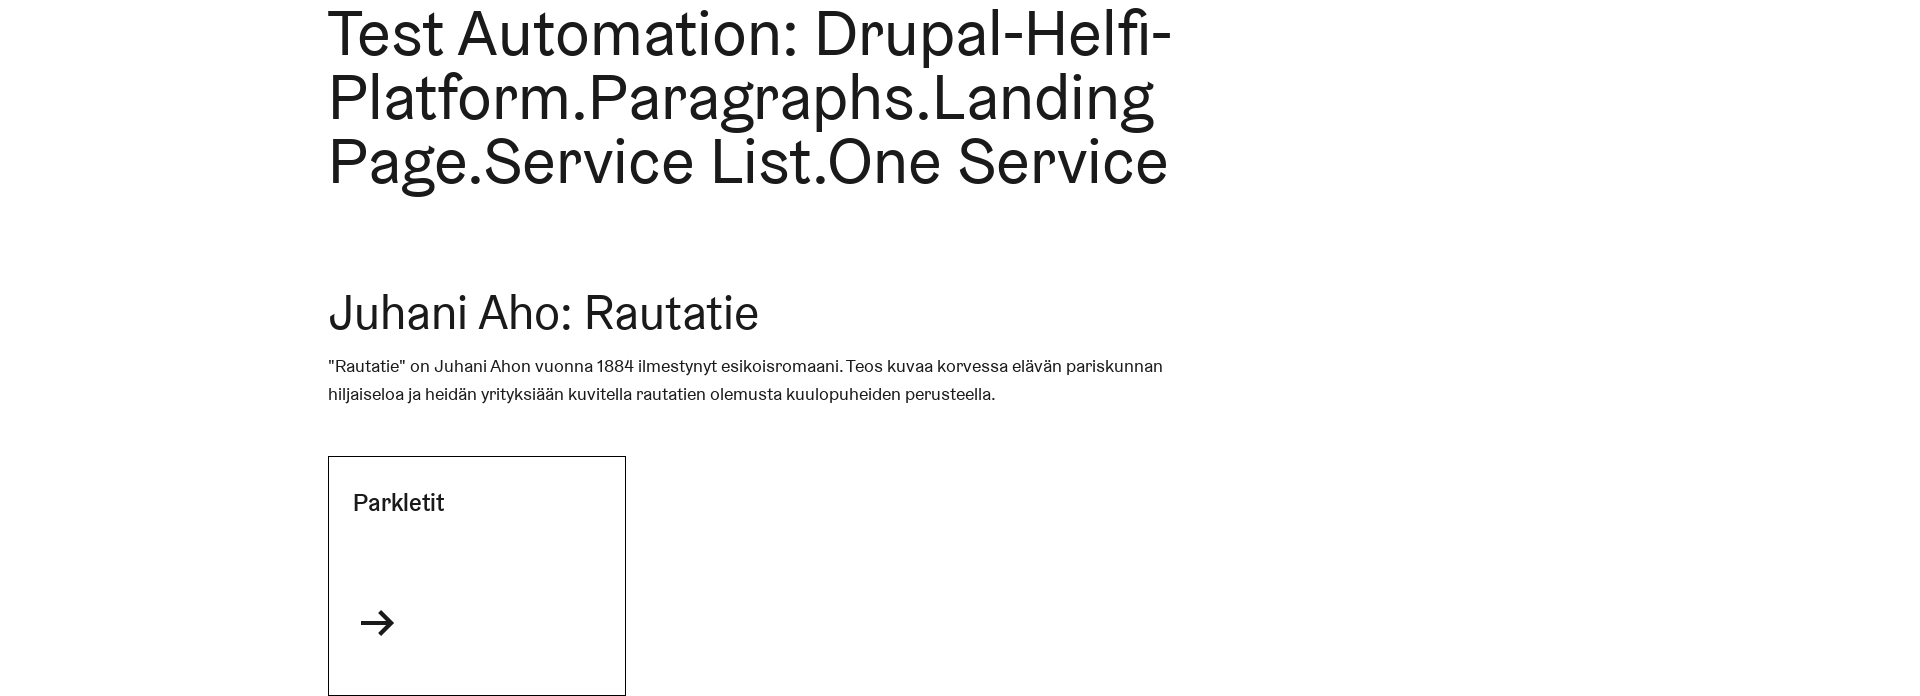 Test Automation: Drupal-Helfi-
Platform.Paragraphs.Landing
Page.Service List.One Service
Juhani Aho: Rautatie
"Rautatie" on Juhani Ahon vuonna 1884 ilmestynyt esikoisromaani. Teos kuvaa korvessa elävän pariskunnan
hiljaiseloa ja heidän yrityksiään kuvitella rautatien olemusta kuulopuheiden perusteella.
Parkletit